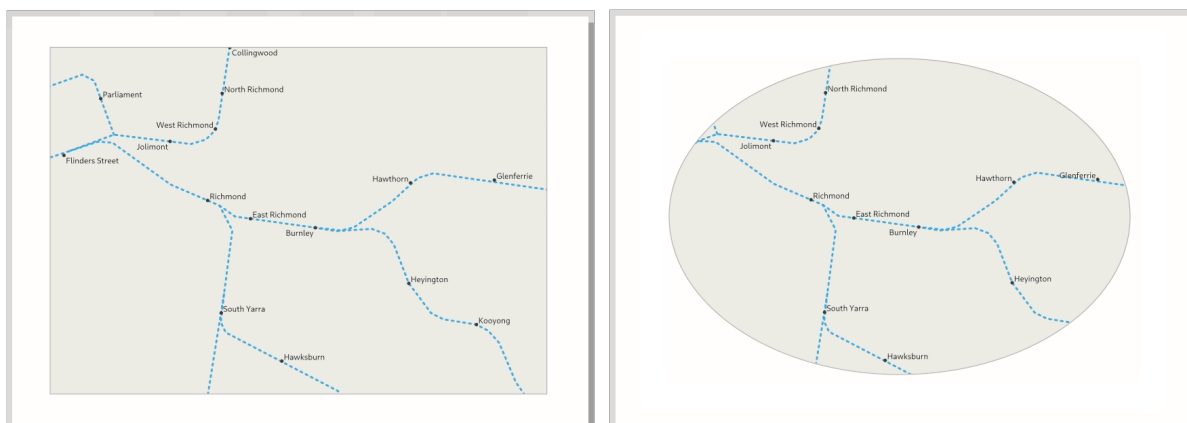 Collingwood
Parliament
North Richmond
West Richmond
Jolimont
Flinders Street
Hawthorn
Glenferrie
Richmond
East Richmond
Burnley
Heyington
South Yarra
Kooyong
Hawksburn
North Richmond
West Richmond
Jolimont
Hawthorn
Glenferrie
Richmond
East Richmond
Burnley
Heyington
South Yarra
Hawksburn